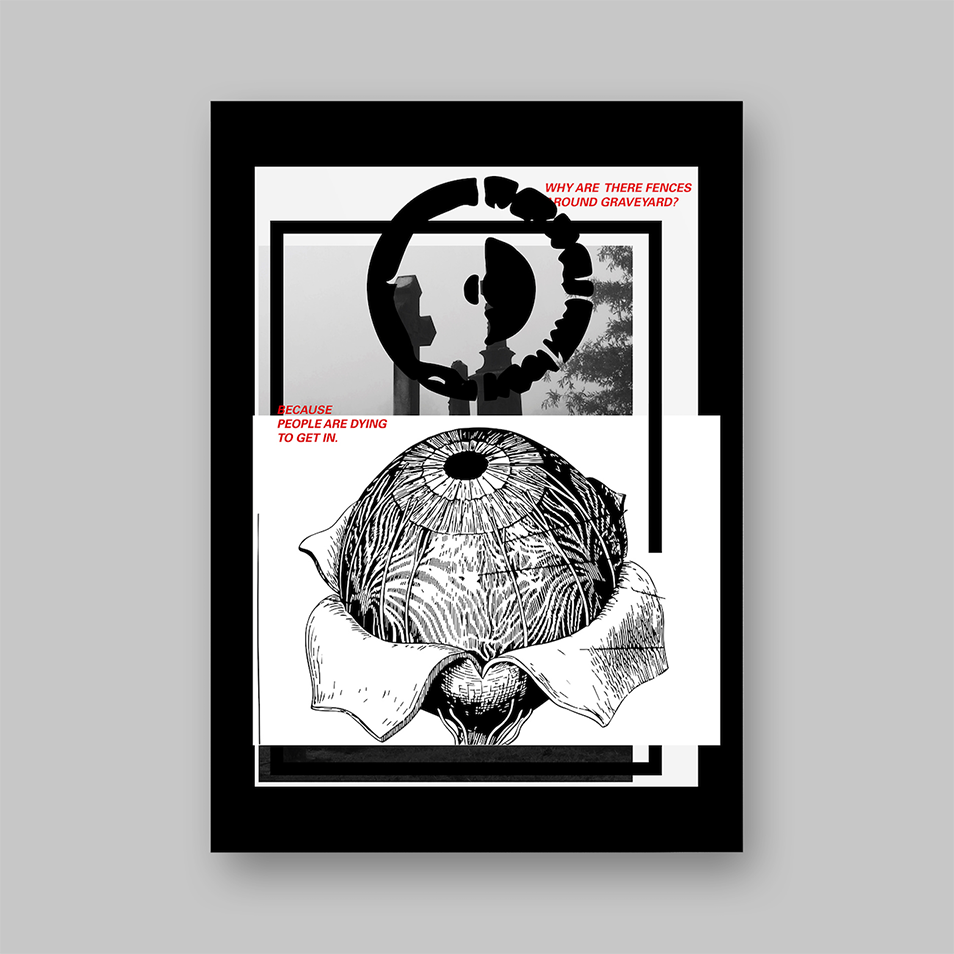 WHY ARE THERE FENCES
AROUND GRAVEYARD?
BECAUSE
PEOPLE ARE DYING
TO GET IN.